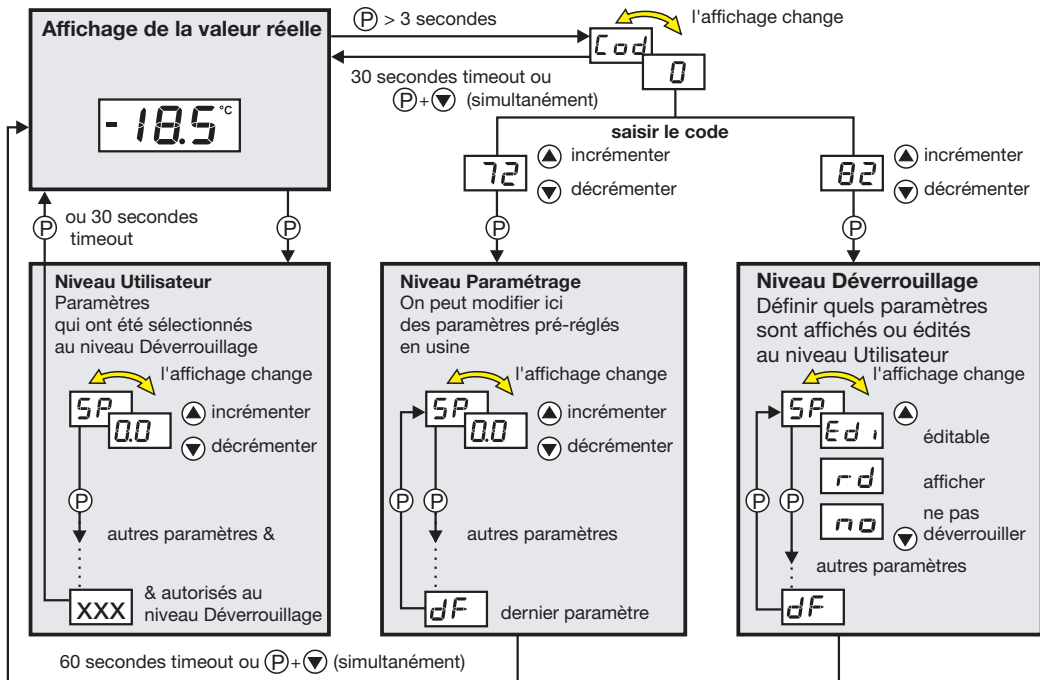 Affichage de la valeur réelle
-18.5 °C
P > 3 secondes
30 secondes timeout ou
P + ▼ (simultanément)
Cod
0
l'affichage change
saisir le code
72
▲ incrémenter
▼ décrémenter
82
▲ incrémenter
▼ décrémenter
P
ou 30 secondes
timeout
P
P
P
Niveau Utilisateur
Paramètres
qui ont été sélectionnés
au niveau Déverrouillage
l'affichage change
SP
0.0
▲ incrémenter
▼ décrémenter
P
autres paramètres &
xxx
& autorisés au
niveau Déverrouillage
Niveau Paramétrage
On peut modifier ici
des paramètres pré-réglés
en usine
l'affichage change
SP
0.0
▲ incrémenter
▼ décrémenter
P P
autres paramètres
dF
dernier paramètre
Niveau Déverrouillage
Définir quels paramètres
sont affichés ou édités
au niveau Utilisateur
l'affichage change
SP
Edi
▲
éditable
rd
afficher
P P
no
ne pas
▼ déverrouiller
autres paramètres
dF
60 secondes timeout ou P + ▼ (simultanément)